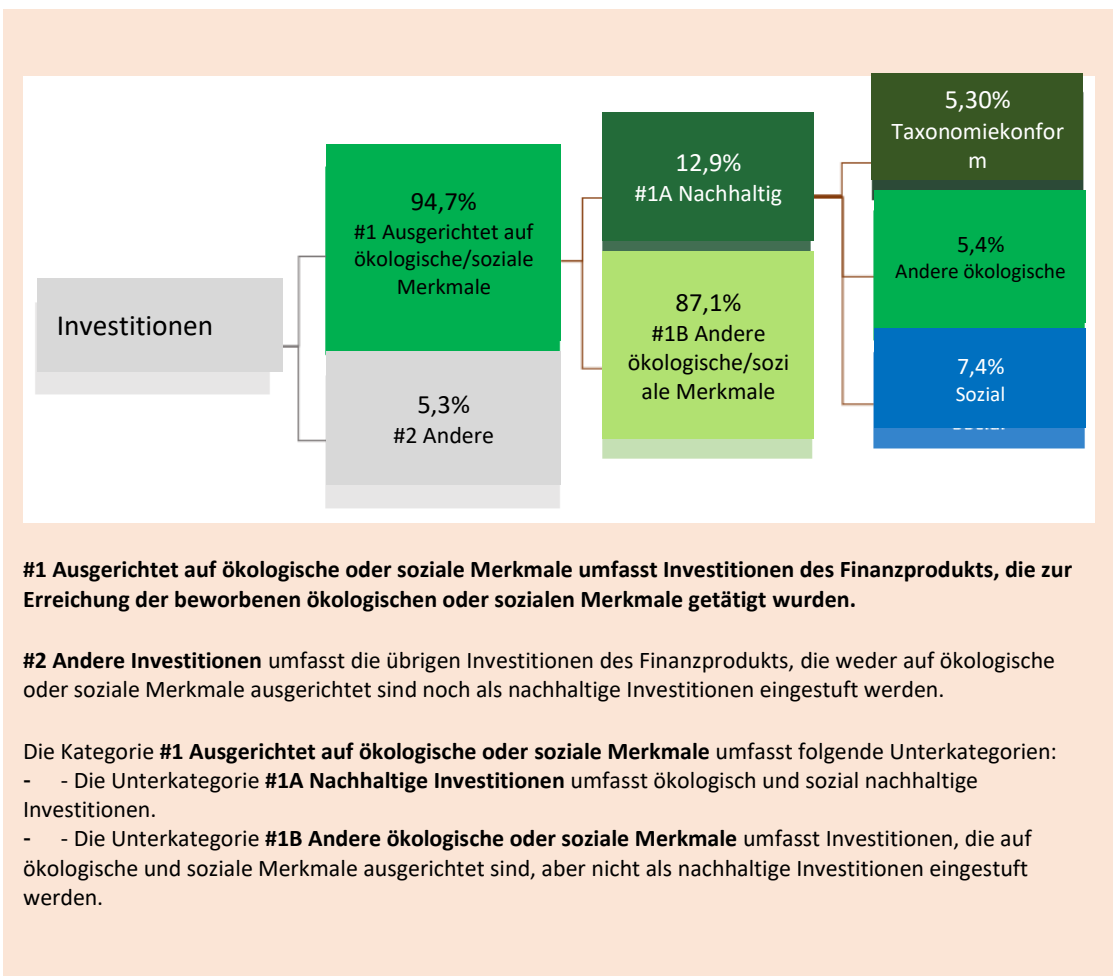 Investitionen
94,7%
#1 Ausgerichtet auf
ökologische/soziale
Merkmale
5,3%
#2 Andere
12,9%
#1A Nachhaltig
87,1%
#1B Andere
ökologische/sozi
ale Merkmale
5,30%
Taxonomiekonfor
m
5,4%
Andere ökologische
7,4%
Sozial
#1 Ausgerichtet auf ökologische oder soziale Merkmale umfasst Investitionen des Finanzprodukts, die zur
Erreichung der beworbenen ökologischen oder sozialen Merkmale getätigt wurden.
#2 Andere Investitionen umfasst die übrigen Investitionen des Finanzprodukts, die weder auf ökologische
oder soziale Merkmale ausgerichtet sind noch als nachhaltige Investitionen eingestuft werden.
Die Kategorie #1 Ausgerichtet auf ökologische oder soziale Merkmale umfasst folgende Unterkategorien:
- - Die Unterkategorie #1A Nachhaltige Investitionen umfasst ökologisch und sozial nachhaltige
Investitionen.
- - Die Unterkategorie #1B Andere ökologische oder soziale Merkmale umfasst Investitionen, die auf
ökologische und soziale Merkmale ausgerichtet sind, aber nicht als nachhaltige Investitionen eingestuft
werden.